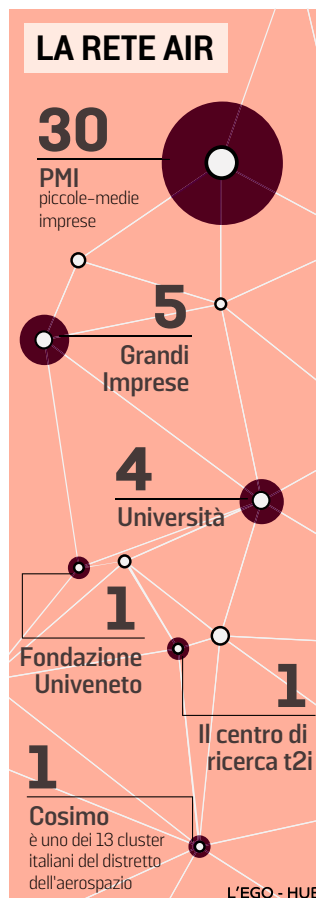 LA RETE AIR
30
PMI
piccole-medie
imprese
5
Grandi
Imprese
4
Università
1
Fondazione
Univeneto
1
Il centro di
ricerca t2i
1
Cosimo
è uno dei 13 cluster
italiani del distretto
dell'aerospazio
L'EGO - HUB